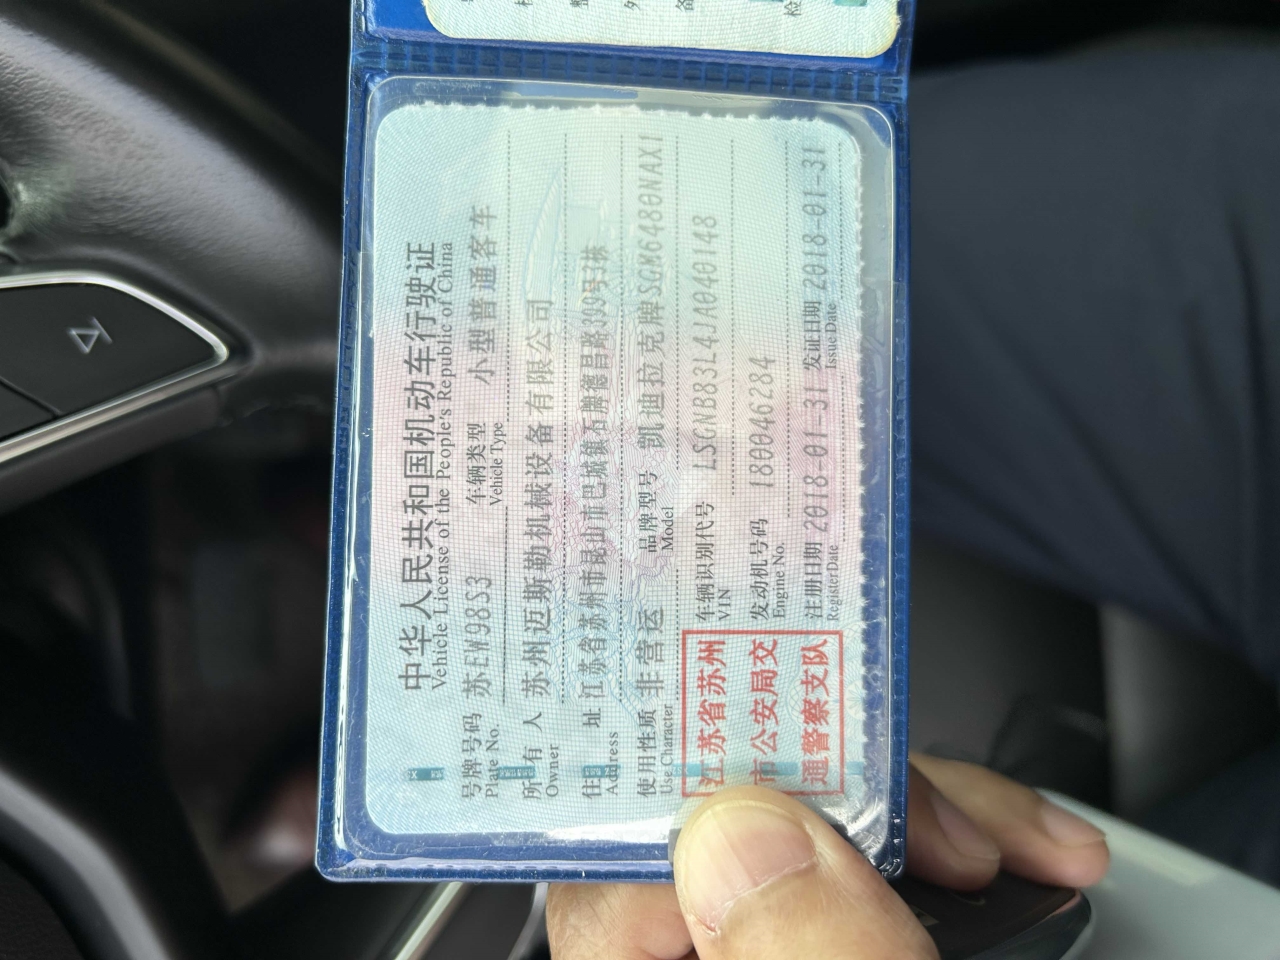 中华人民共和国机动车行驶证
Vehicle License of the People's Republic of China
号牌号码 苏EW98S3 车辆类型 小型普通客车
Plate No. Vehicle Type
所有人 苏州迈斯勒机械设备有限公司
Owner
住址 江苏省苏州市昆山市巴城镇石牌德昌路399号3栋
Address
使用性质 非营运 品牌型号 凯迪拉克牌SGM6480NAX1
Use Character Model
江苏省苏州
市公安局交
通警察支队
车辆识别代号 LSGNB83L4JA040148
VIN
发动机号码 180046284
Engine No.
注册日期 2018-01-31 发证日期 2018-01-31
Register Date Issue Date